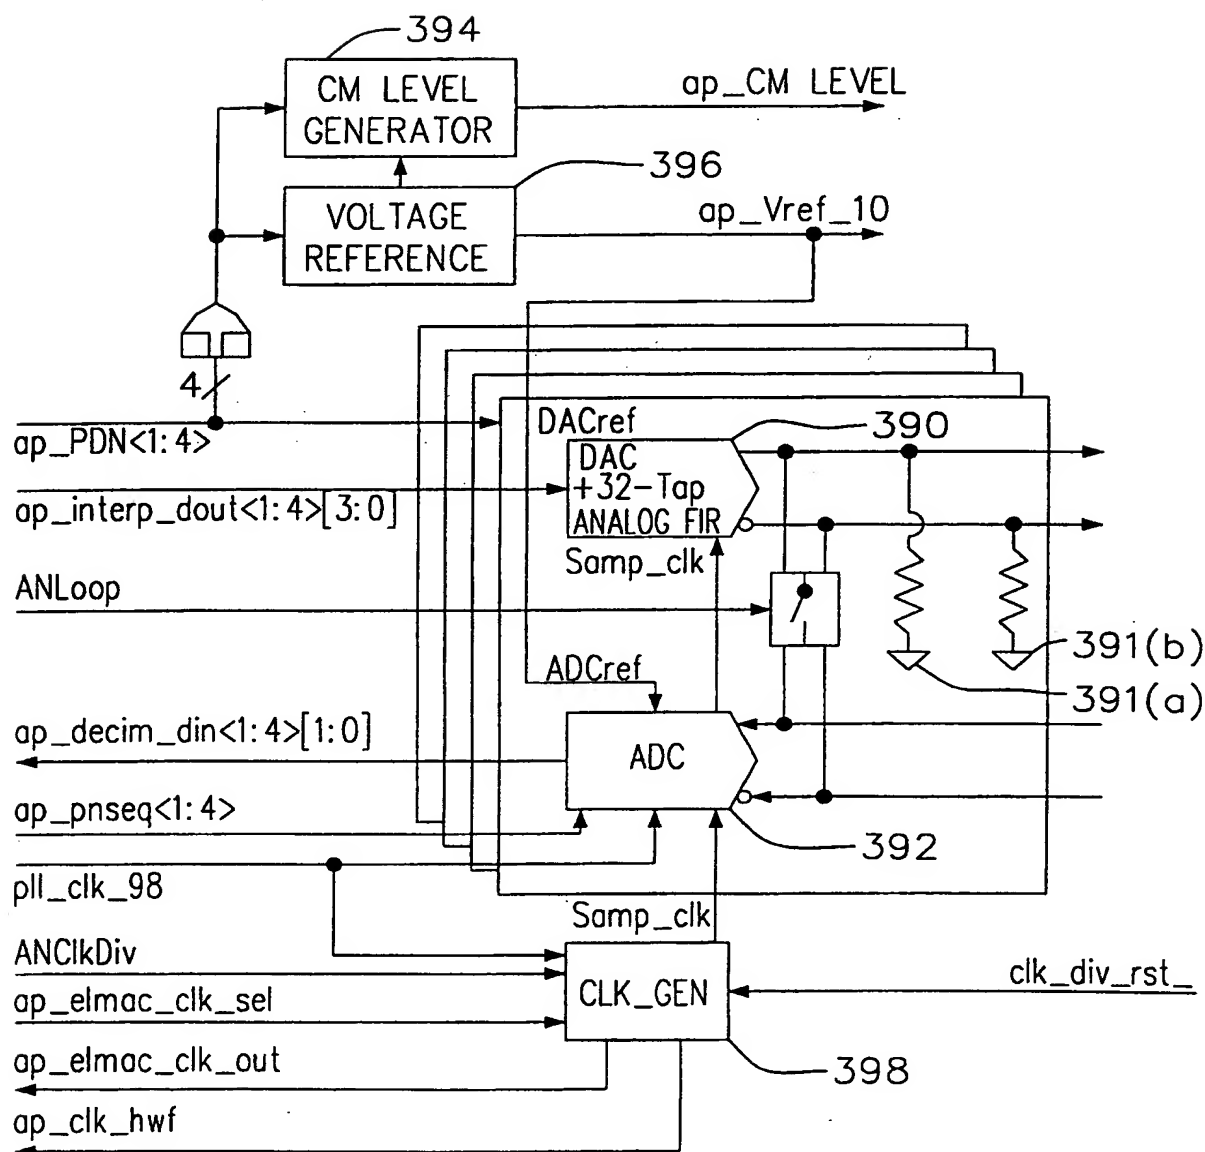 394
CM LEVEL
GENERATOR
ap_CM LEVEL
396
VOLTAGE
REFERENCE
ap_Vref_10
4
ap_PDN<1:4>
DACref
390
DAC
+32-Tap
ANALOG FIR
ap_interp_dout<1:4>[3:0]
Samp_clk
ANLoop
391(b)
391(a)
ADCref
ap_decim_din<1:4>[1:0]
ADC
ap_pnseq<1:4>
392
pll_clk_98
Samp_clk
ANClkDiv
CLK_GEN
clk_div_rst_
ap_elmac_clk_sel
ap_elmac_clk_out
398
ap_clk_hwf